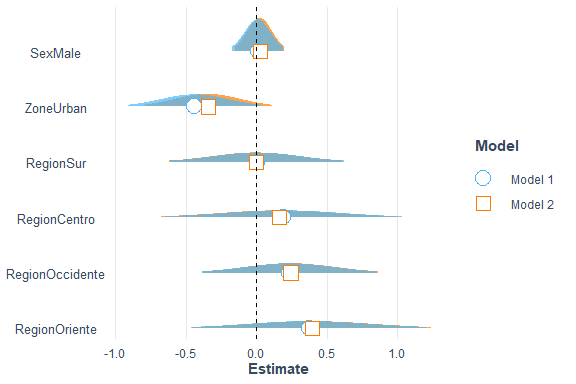 SexMale
ZoneUrban
RegionSur
RegionCentro
RegionOccidente
RegionOriente
-1.0 -0.5 0.0 0.5 1.0
Estimate
Model
Model 1
Model 2